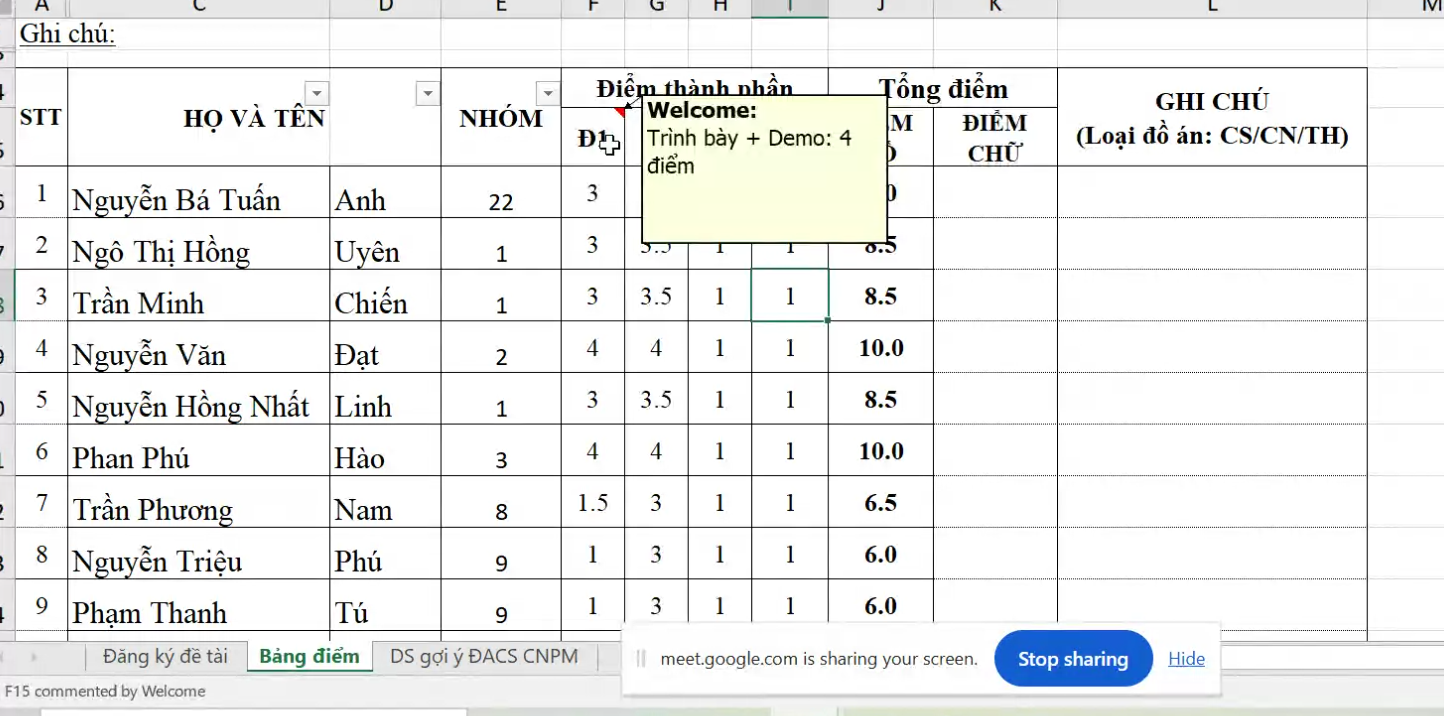 A C D E F G H I J K L M
Ghi chú:
STT HỌ VÀ TÊN NHÓM Điểm thành phần Tổng điểm GHI CHÚ
(Loại đồ án: CS/CN/TH)
Đ1 ĐIỂM
CHỮ
Welcome:
Trình bày + Demo: 4
điểm
1 Nguyễn Bá Tuấn Anh 22 3
2 Ngô Thị Hồng Uyên 1 3 3.5 1 1 8.5
3 Trần Minh Chiến 1 3 3.5 1 1 8.5
4 Nguyễn Văn Đạt 2 4 4 1 1 10.0
5 Nguyễn Hồng Nhất Linh 1 3 3.5 1 1 8.5
6 Phan Phú Hào 3 4 4 1 1 10.0
7 Trần Phương Nam 8 1.5 3 1 1 6.5
8 Nguyễn Triệu Phú 9 1 3 1 1 6.0
9 Phạm Thanh Tú 9 1 3 1 1 6.0
Đăng ký đề tài Bảng điểm DS gợi ý ĐACS CNPM
meet.google.com is sharing your screen. Stop sharing Hide
F15 commented by Welcome